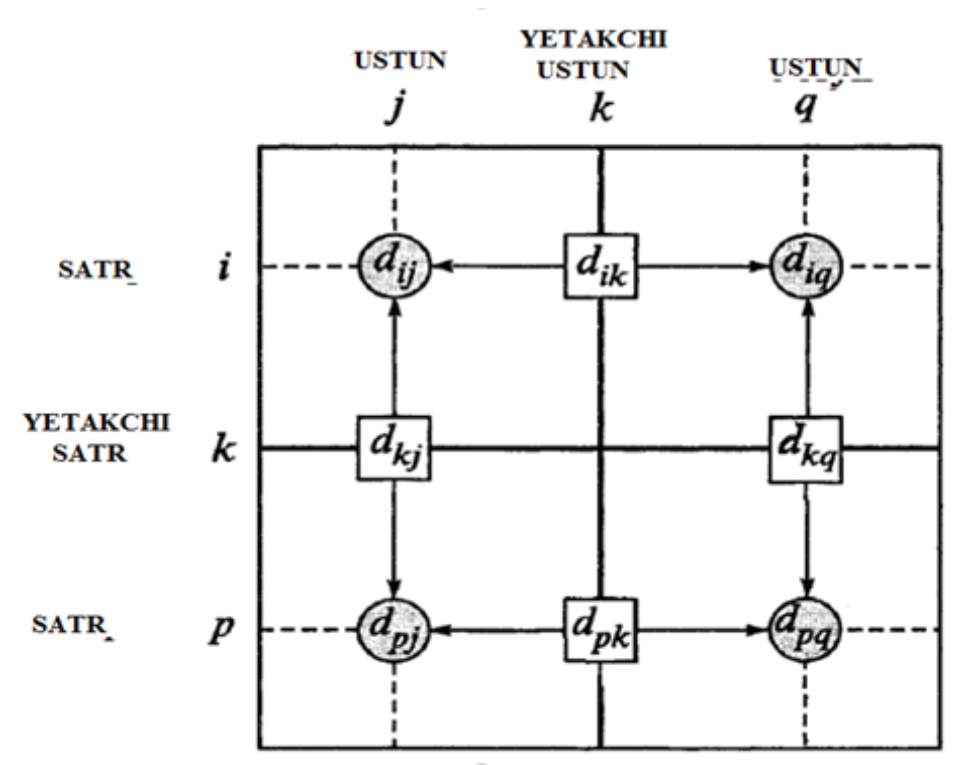 USTUN
YETAKCHI
USTUN
USTUN
j k q
SATR i d_ij d_ik d_iq
YETAKCHI
SATR
k d_kj d_kq
SATR p d_pj d_pk d_pq